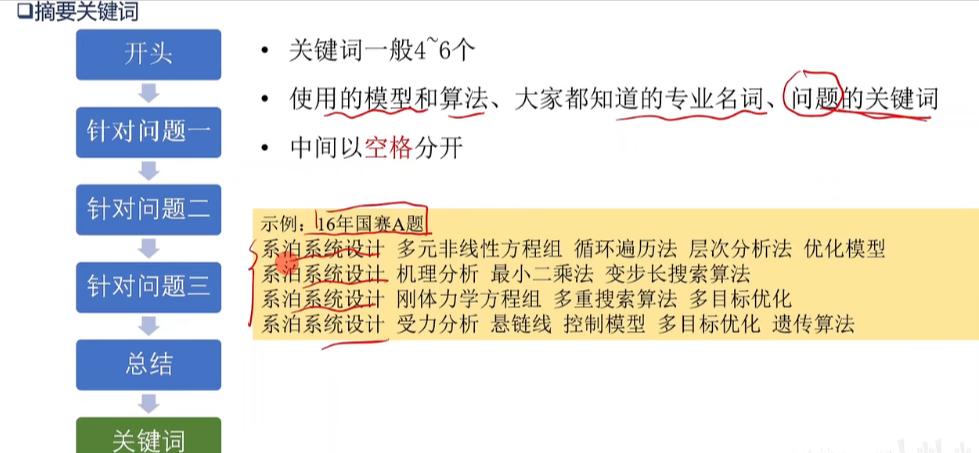 ❑摘要关键词
开头
针对问题一
针对问题二
针对问题三
总结
关键词
• 关键词一般4~6个
• 使用的模型和算法、大家都知道的专业名词、问题的关键词
• 中间以空格分开
示例：16年国赛A题
系泊系统设计 多元非线性方程组 循环遍历法 层次分析法 优化模型
系泊系统设计 机理分析 最小二乘法 变步长搜索算法
系泊系统设计 刚体力学方程组 多重搜索算法 多目标优化
系泊系统设计 受力分析 悬链线 控制模型 多目标优化 遗传算法